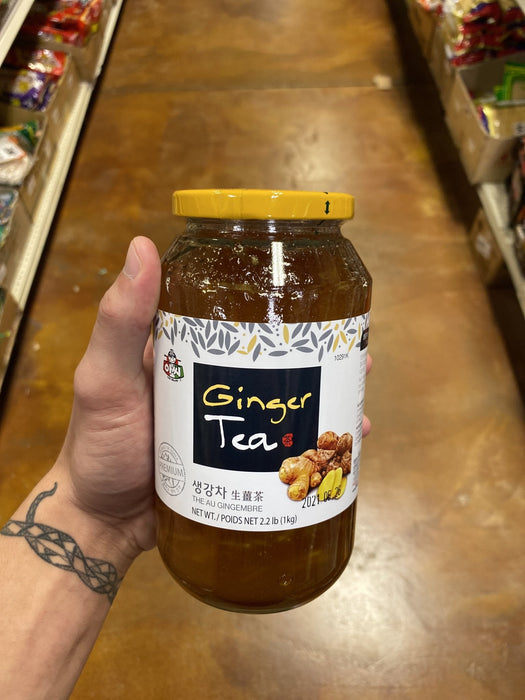 10291K
Ginger
Tea
PREMIUM
생강차 生薑茶
THE AU GINGEMBRE
NET WT. / POIDS NET 2.2 lb (1kg)